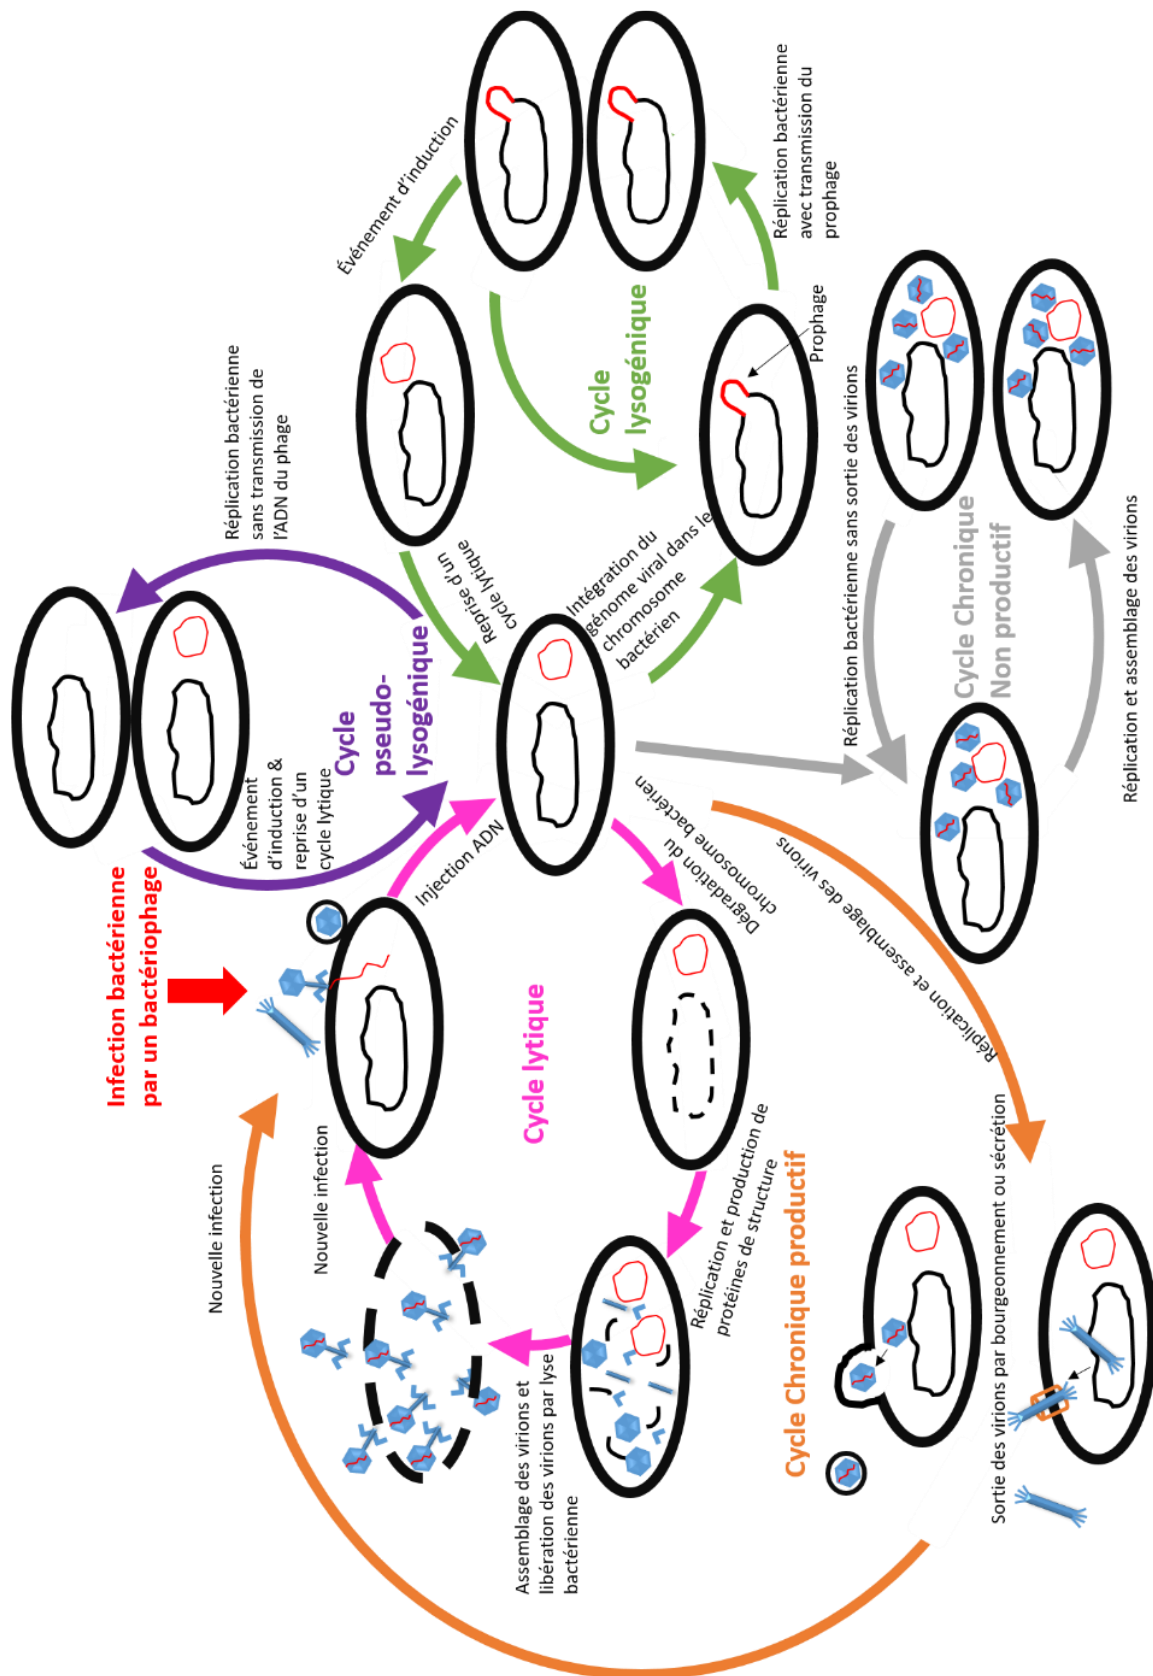 Infection bactérienne
par un bactériophage
Événement
d'induction &
reprise d'un
cycle lytique
Cycle
pseudo-
lysogénique
Réplication bactérienne
sans transmission de
l'ADN du phage
Événement d'induction
Reprise d'un
cycle lytique
Cycle
lysogénique
Réplication bactérienne
avec transmission du
prophage
Prophage
Intégration du
génome viral dans le
chromosome
bactérien
Injection ADN
Nouvelle infection
Nouvelle infection
Cycle lytique
Dégradation du
chromosome bactérien
Réplication et production de
protéines de structure
Assemblage des virions et
libération des virions par lyse
bactérienne
Réplication et assemblage des virions
Cycle Chronique productif
Sortie des virions par bourgeonnement ou sécrétion
Réplication bactérienne sans sortie des virions
Cycle Chronique
Non productif
Réplication et assemblage des virions